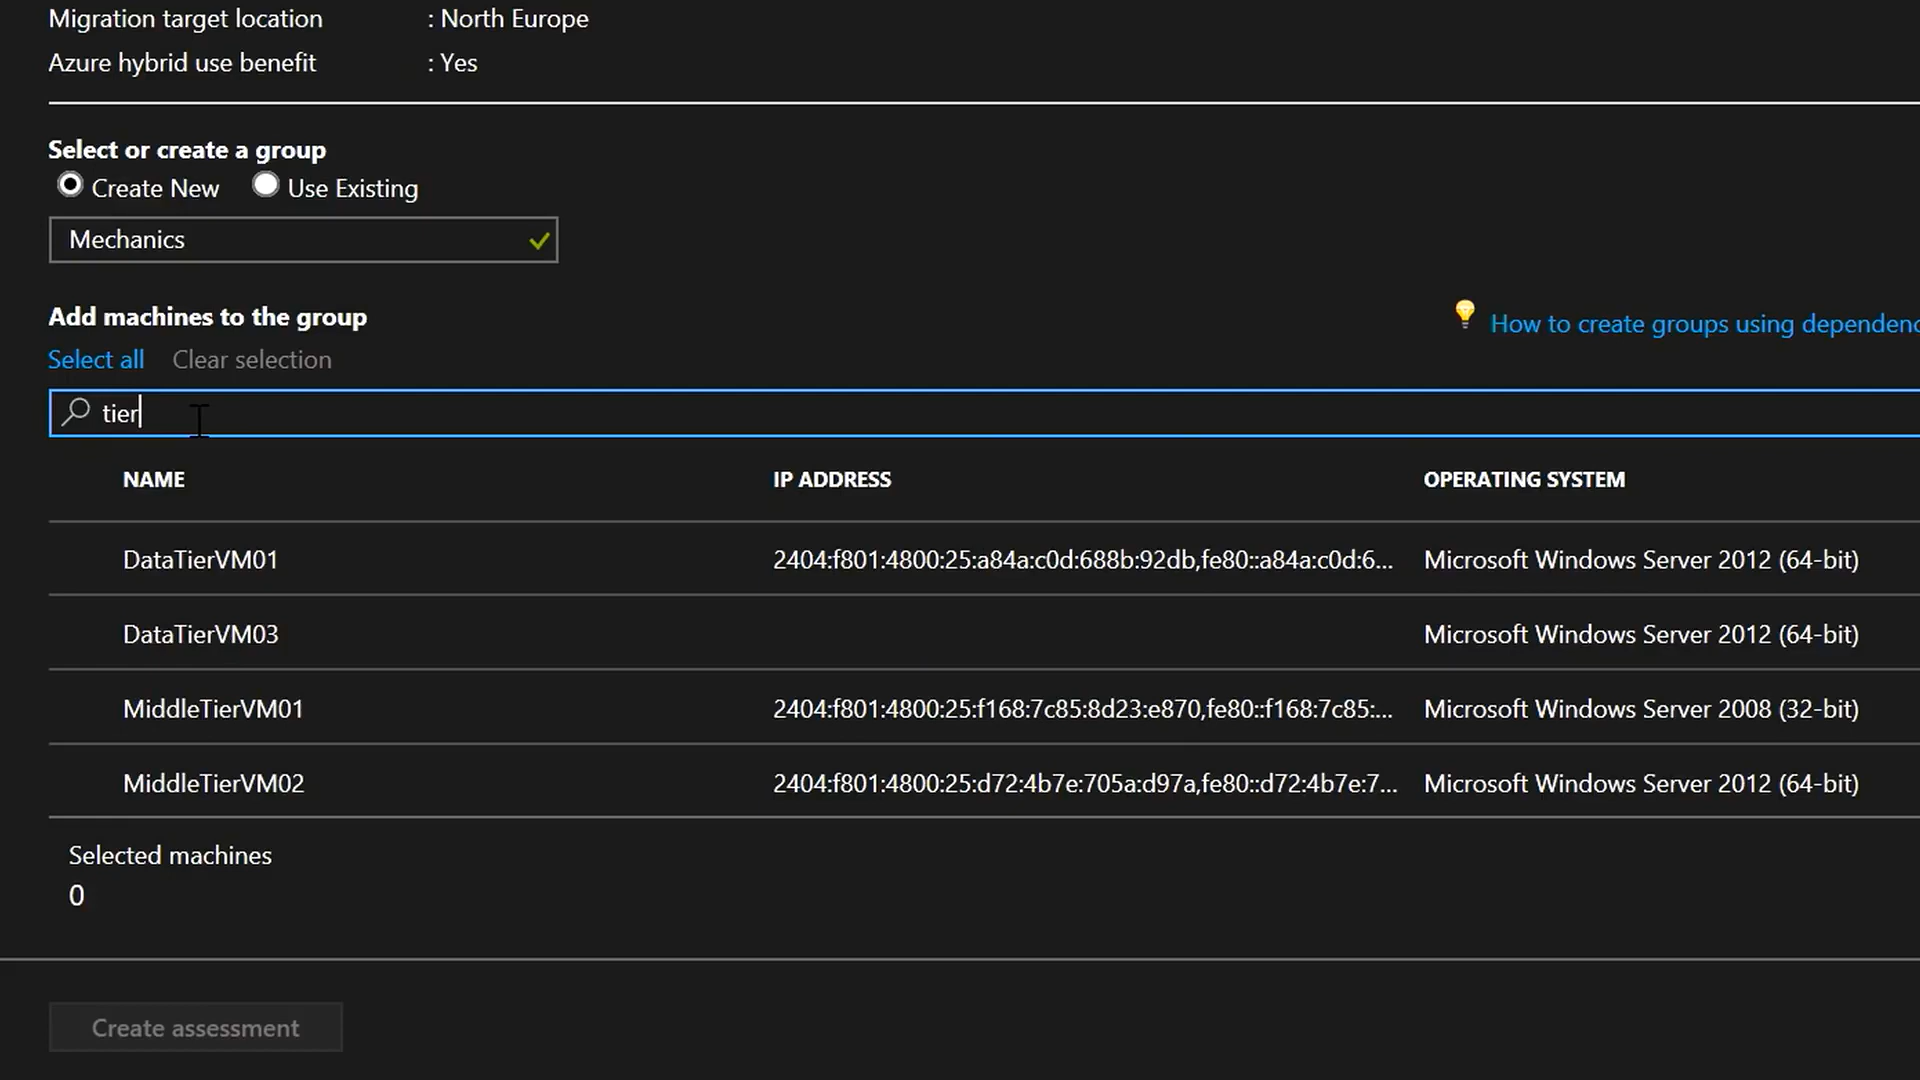 Migration target location : North Europe
Azure hybrid use benefit : Yes
Select or create a group
Create New Use Existing
Mechanics
Add machines to the group
How to create groups using dependenc
Select all Clear selection
tier
NAME IP ADDRESS OPERATING SYSTEM
DataTierVM01 2404:f801:4800:25:a84a:c0d:688b:92db,fe80::a84a:c0d:6... Microsoft Windows Server 2012 (64-bit)
DataTierVM03 Microsoft Windows Server 2012 (64-bit)
MiddleTierVM01 2404:f801:4800:25:f168:7c85:8d23:e870,fe80::f168:7c85:... Microsoft Windows Server 2008 (32-bit)
MiddleTierVM02 2404:f801:4800:25:d72:4b7e:705a:d97a,fe80::d72:4b7e:7... Microsoft Windows Server 2012 (64-bit)
Selected machines
0
Create assessment